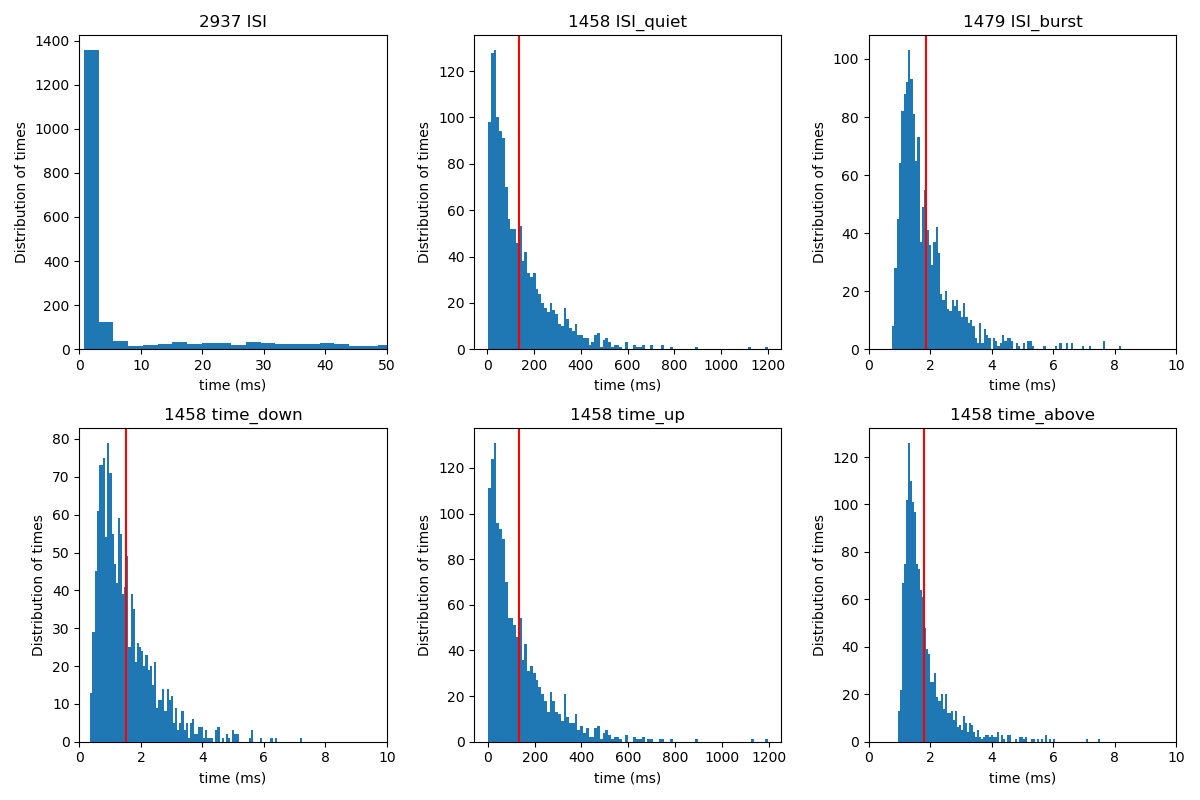 2937 ISI
Distribution of times
1400
1200
1000
800
600
400
200
0
0 10 20 30 40 50
time (ms)
1458 ISI_quiet
Distribution of times
120
100
80
60
40
20
0
0 200 400 600 800 1000 1200
time (ms)
1479 ISI_burst
Distribution of times
100
80
60
40
20
0
0 2 4 6 8 10
time (ms)
1458 time_down
Distribution of times
80
70
60
50
40
30
20
10
0
0 2 4 6 8 10
time (ms)
1458 time_up
Distribution of times
120
100
80
60
40
20
0
0 200 400 600 800 1000 1200
time (ms)
1458 time_above
Distribution of times
120
100
80
60
40
20
0
0 2 4 6 8 10
time (ms)